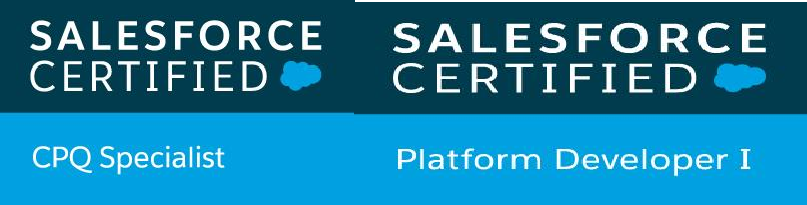 SALESFORCE
CERTIFIED
CPQ Specialist
SALESFORCE
CERTIFIED
Platform Developer I